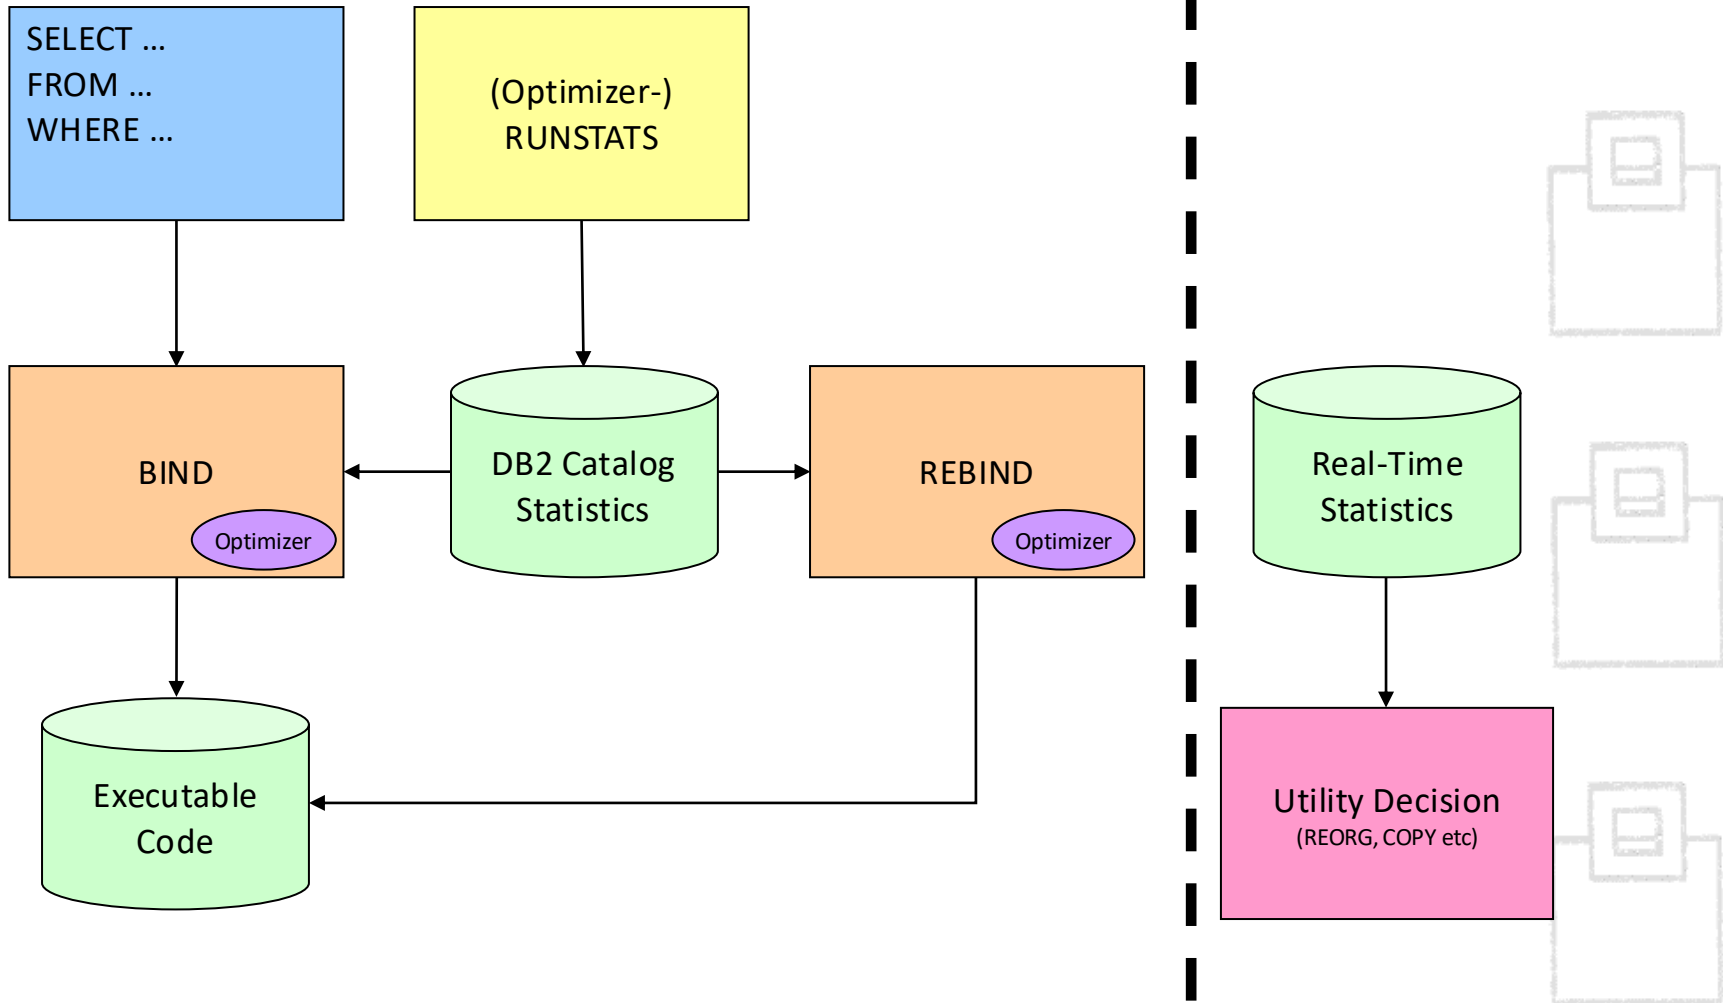 SELECT …
FROM …
WHERE …
(Optimizer-)
RUNSTATS
BIND
Optimizer
DB2 Catalog
Statistics
REBIND
Optimizer
Real-Time
Statistics
Executable
Code
Utility Decision
(REORG, COPY etc)